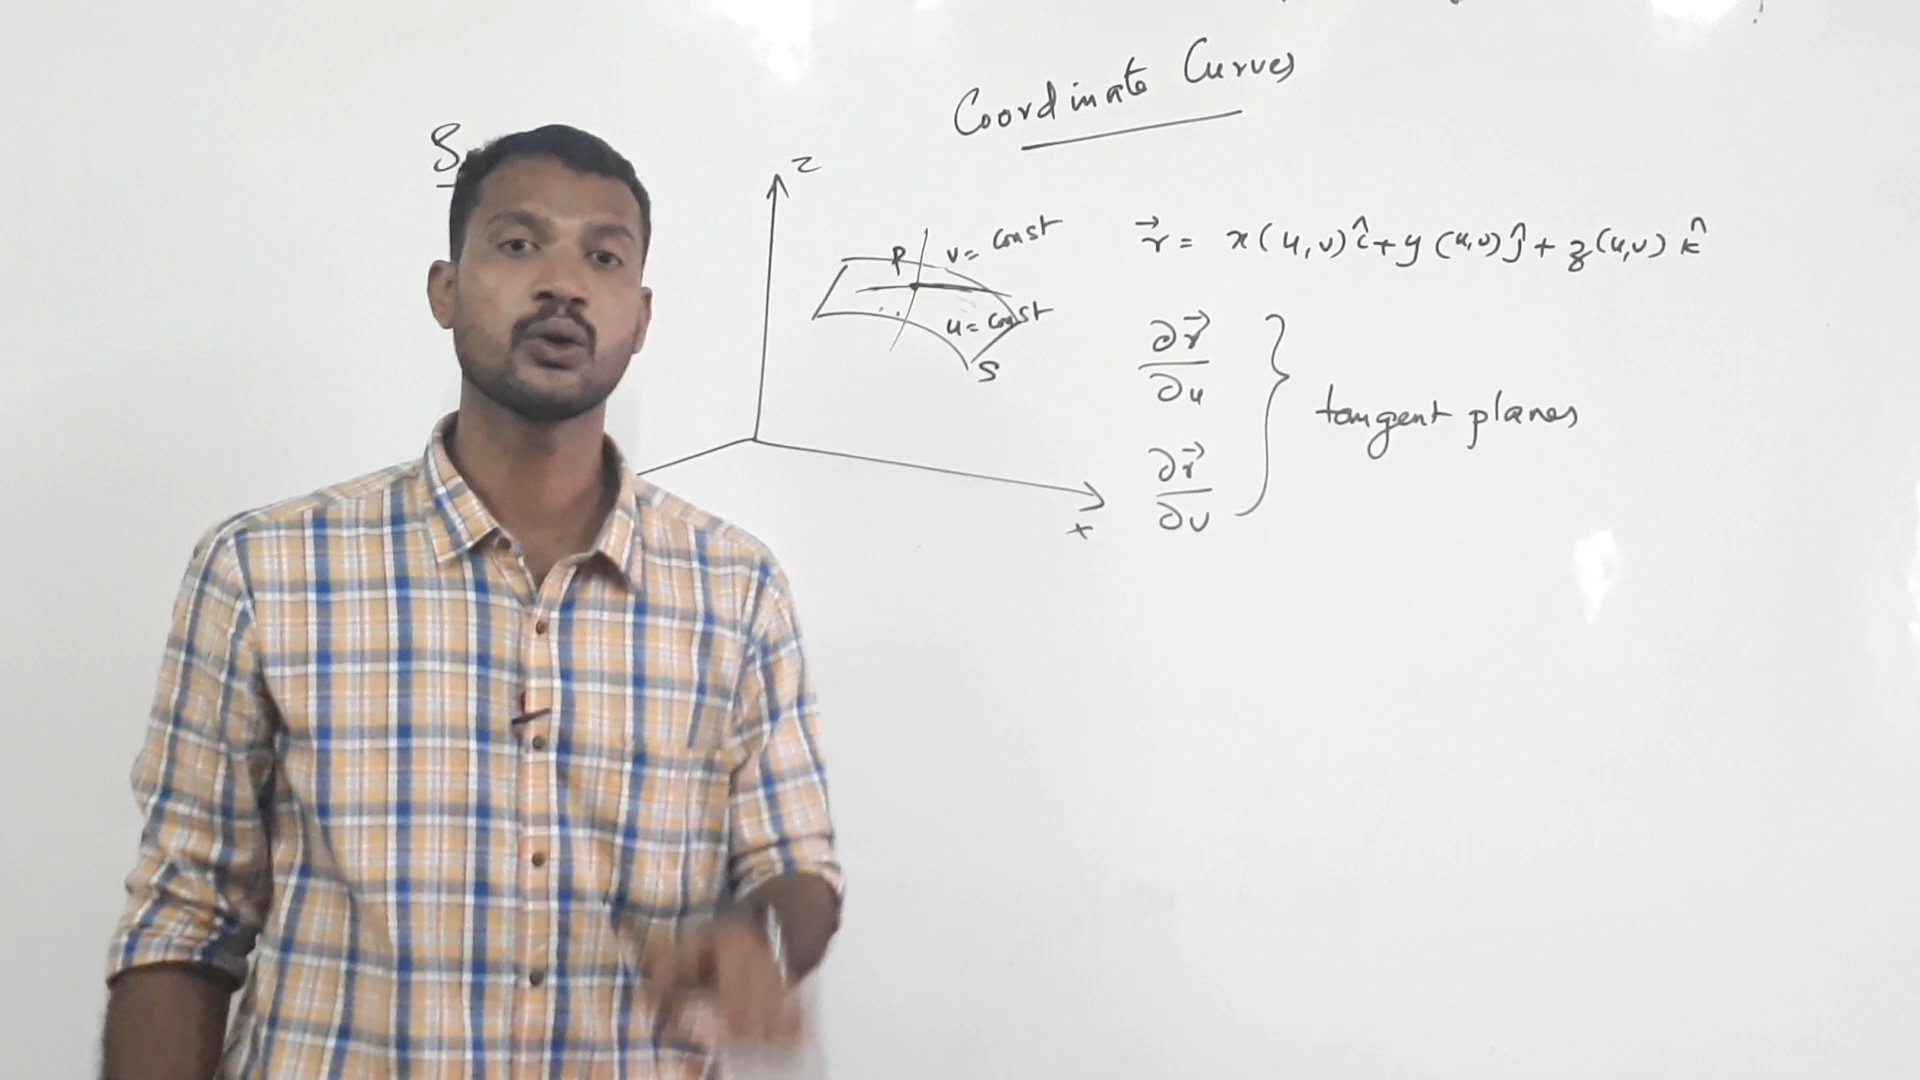 Coordinate Curves
S
z
P v = const
u = const
S
x
r⃗ = x(u,v)î + y(u,v)ĵ + z(u,v) k̂
∂r⃗/∂u
∂r⃗/∂v
tangent planes